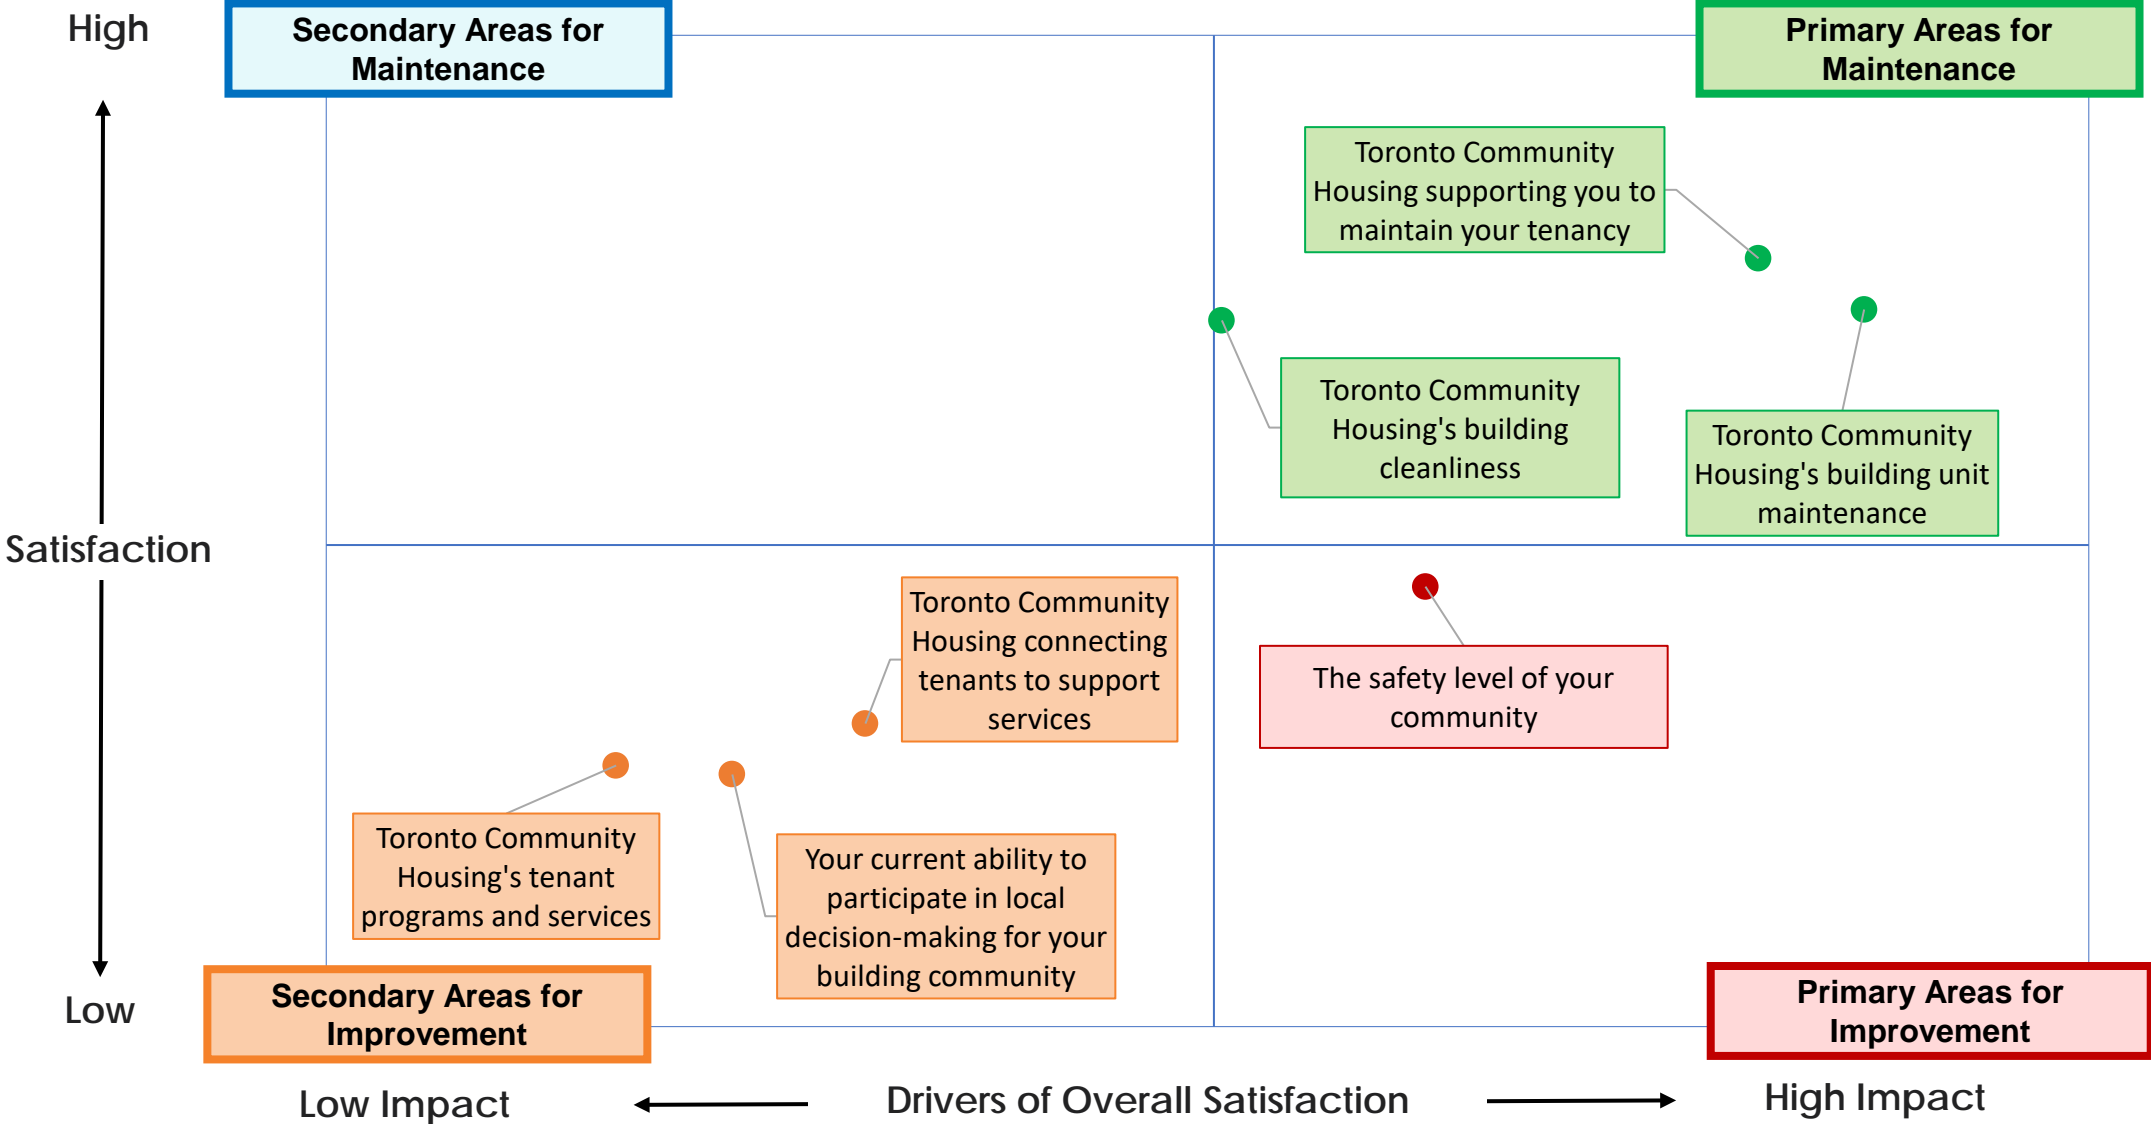 High
Secondary Areas for
Maintenance
Primary Areas for
Maintenance
Toronto Community
Housing supporting you to
maintain your tenancy
Toronto Community
Housing's building
cleanliness
Toronto Community
Housing's building unit
maintenance
Satisfaction
Toronto Community
Housing connecting
tenants to support
services
The safety level of your
community
Toronto Community
Housing's tenant
programs and services
Your current ability to
participate in local
decision-making for your
building community
Low
Secondary Areas for
Improvement
Primary Areas for
Improvement
Low Impact
Drivers of Overall Satisfaction
High Impact